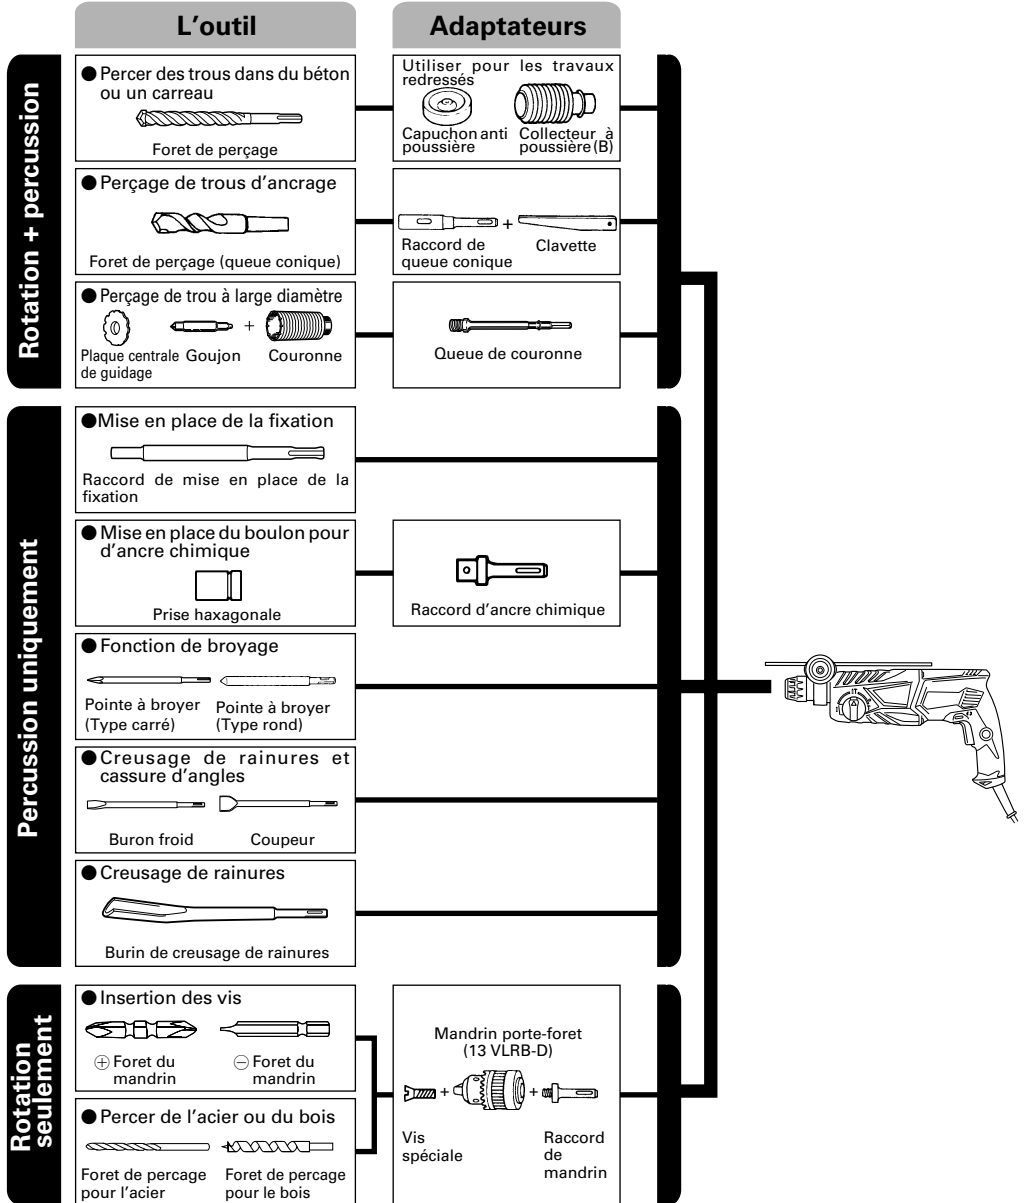 L'outil
Adaptateurs
Rotation + percussion
● Percer des trous dans du béton
ou un carreau
Foret de perçage
Utiliser pour les travaux
redressés
Capuchon anti
poussière
Collecteur à
poussière (B)
● Perçage de trous d'ancrage
Foret de perçage (queue conique)
+
Raccord de
queue conique
Clavette
● Perçage de trou à large diamètre
+
Plaque centrale
de guidage
Goujon
Couronne
Queue de couronne
Percussion uniquement
●Mise en place de la fixation
Raccord de mise en place de la
fixation
● Mise en place du boulon pour
d'ancre chimique
Prise haxagonale
Raccord d'ancre chimique
● Fonction de broyage
Pointe à broyer
(Type carré)
Pointe à broyer
(Type rond)
● Creusage de rainures et
cassure d'angles
Buron froid
Coupeur
● Creusage de rainures
Burin de creusage de rainures
Rotation
seulement
● Insertion des vis
⊕ Foret du
mandrin
⊖ Foret du
mandrin
● Percer de l'acier ou du bois
Foret de percage
pour l'acier
Foret de percage
pour le bois
Mandrin porte-foret
(13 VLRB-D)
+ +
Vis
spéciale
Raccord
de
mandrin